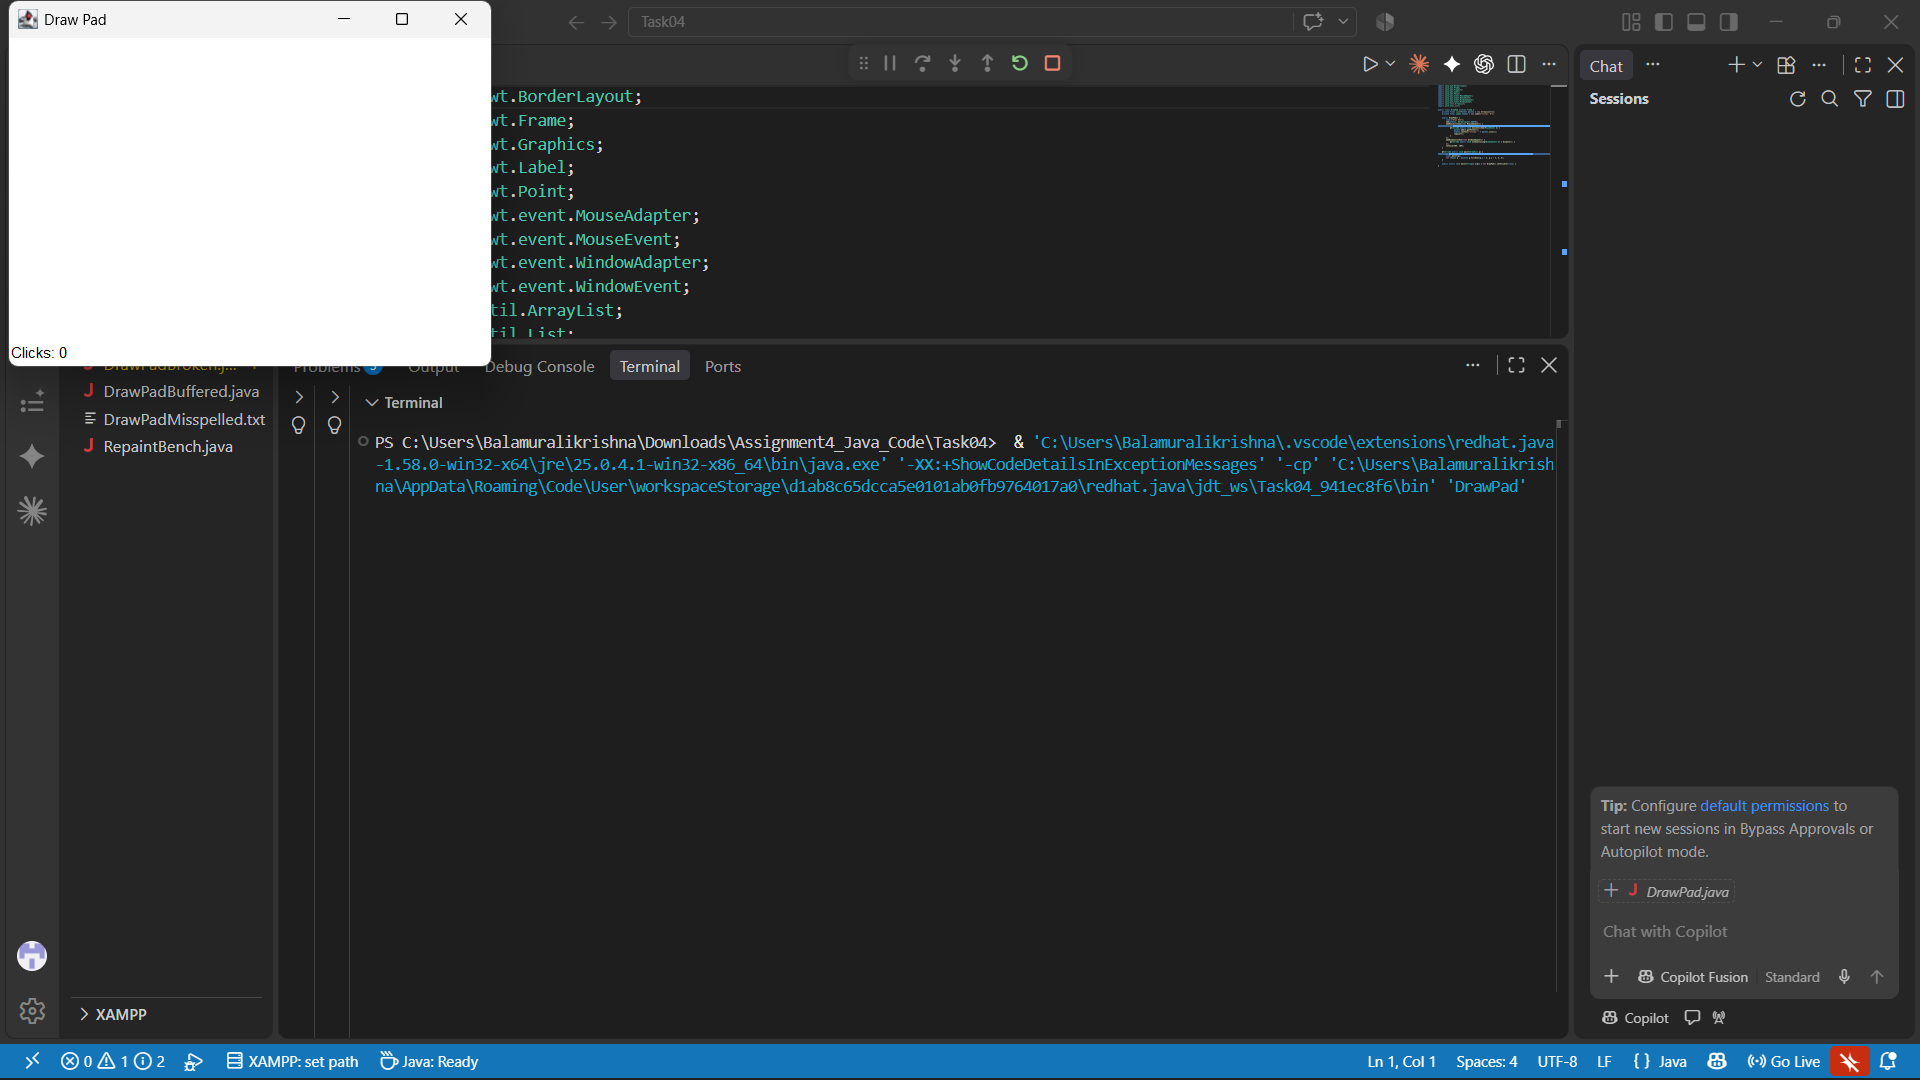 Draw Pad
Task04
Chat
Sessions
wt.BorderLayout;
wt.Frame;
wt.Graphics;
wt.Label;
wt.Point;
wt.event.MouseAdapter;
wt.event.MouseEvent;
wt.event.WindowAdapter;
wt.event.WindowEvent;
til.ArrayList;
til.List;
Clicks: 0
DrawPadBroken.j...
DrawPadBuffered.java
DrawPadMisspelled.txt
RepaintBench.java
Problems
Output
Debug Console
Terminal
Ports
Terminal
PS C:\Users\Balamuralikrishna\Downloads\Assignment4_Java_Code\Task04>  & 'C:\Users\Balamuralikrishna\.vscode\extensions\redhat.java
-1.58.0-win32-x64\jre\25.0.4.1-win32-x86_64\bin\java.exe' '-XX:+ShowCodeDetailsInExceptionMessages' '-cp' 'C:\Users\Balamuralikrish
na\AppData\Roaming\Code\User\workspaceStorage\d1ab8c65dcca5e0101ab0fb9764017a0\redhat.java\jdt_ws\Task04_941ec8f6\bin' 'DrawPad'
Tip: Configure default permissions to
start new sessions in Bypass Approvals or
Autopilot mode.
DrawPad.java
Chat with Copilot
Copilot Fusion
Standard
Copilot
XAMPP
0
1
2
XAMPP: set path
Java: Ready
Ln 1, Col 1
Spaces: 4
UTF-8
LF
{ } Java
Go Live